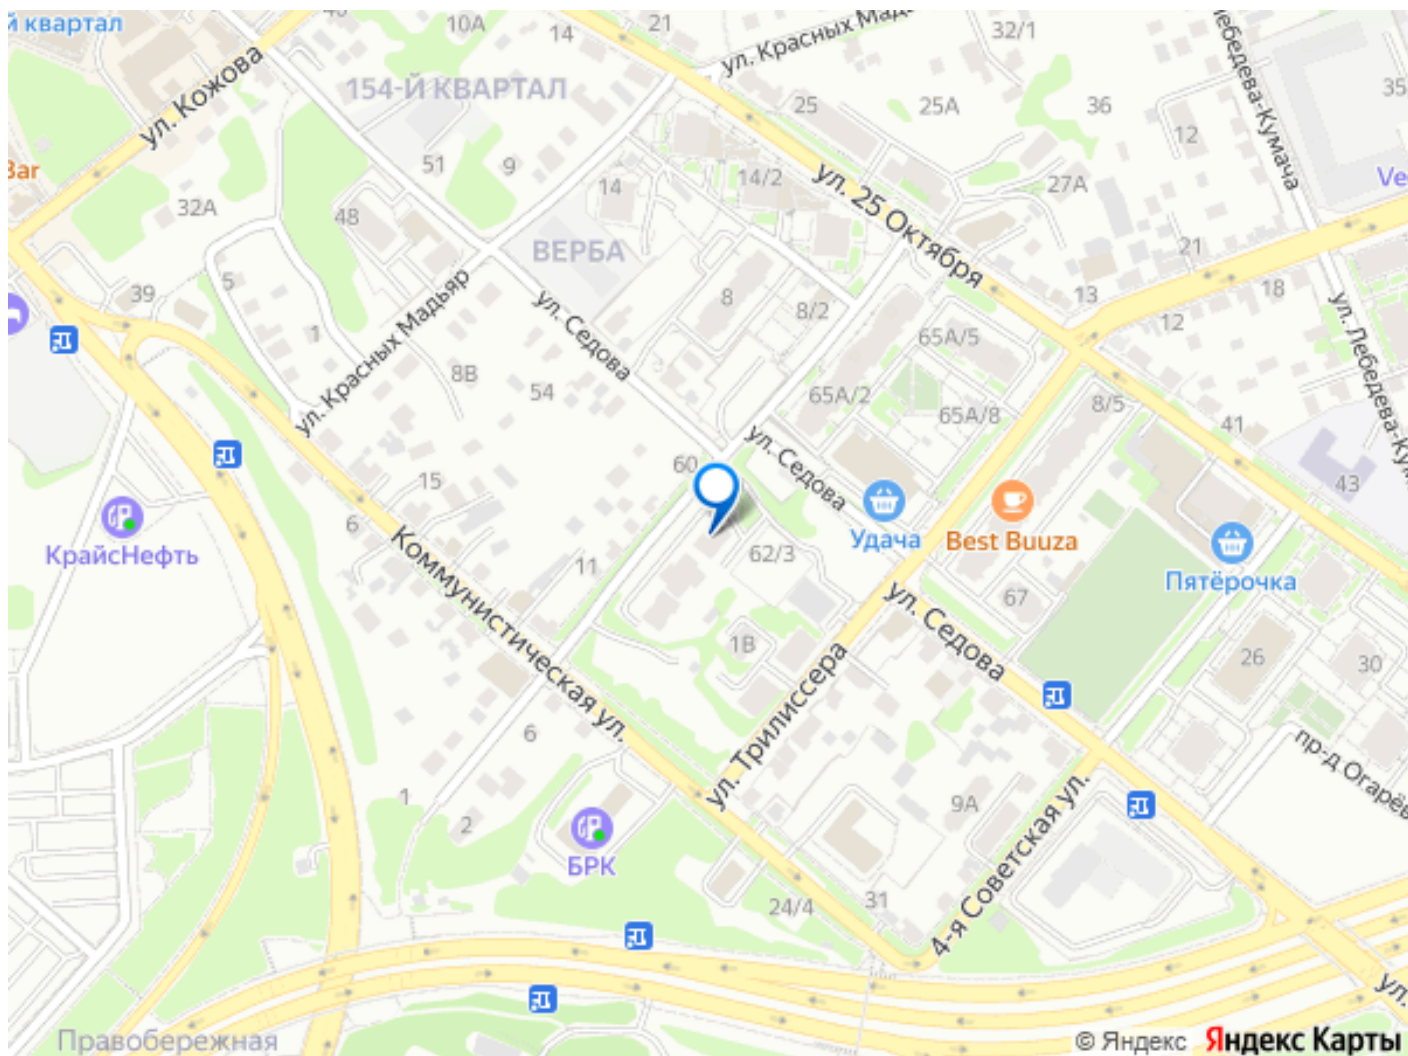 й квартал
10А
14
21
ул. Красных Мадь
32/1
Лебедева-Кумача
35
ул. Кожова
154-Й КВАРТАЛ
25
25А
36
12
51
9
Bar
32А
48
14
14/2
ул. 25 Октября
27А
Ve
ВЕРБА
21
5
39
8
8/2
13
18
12
1
ул. Красных Мадьяр
ул. Седова
65А/5
ул. Лебедева-Ку
8В
54
65А/2
65А/8
8/5
41
ул. Седова
60
15
43
6
Удача
Best Buuza
КрайсНефть
62/3
Пятёрочка
11
67
Коммунистическая ул.
ул. Седова
1В
26
30
ул. Трилиссера
6
пр-д Огарёв
1
2
9А
4-я Советская ул.
БРК
24/4
31
ул.
Правобережная
© Яндекс Яндекс Карты